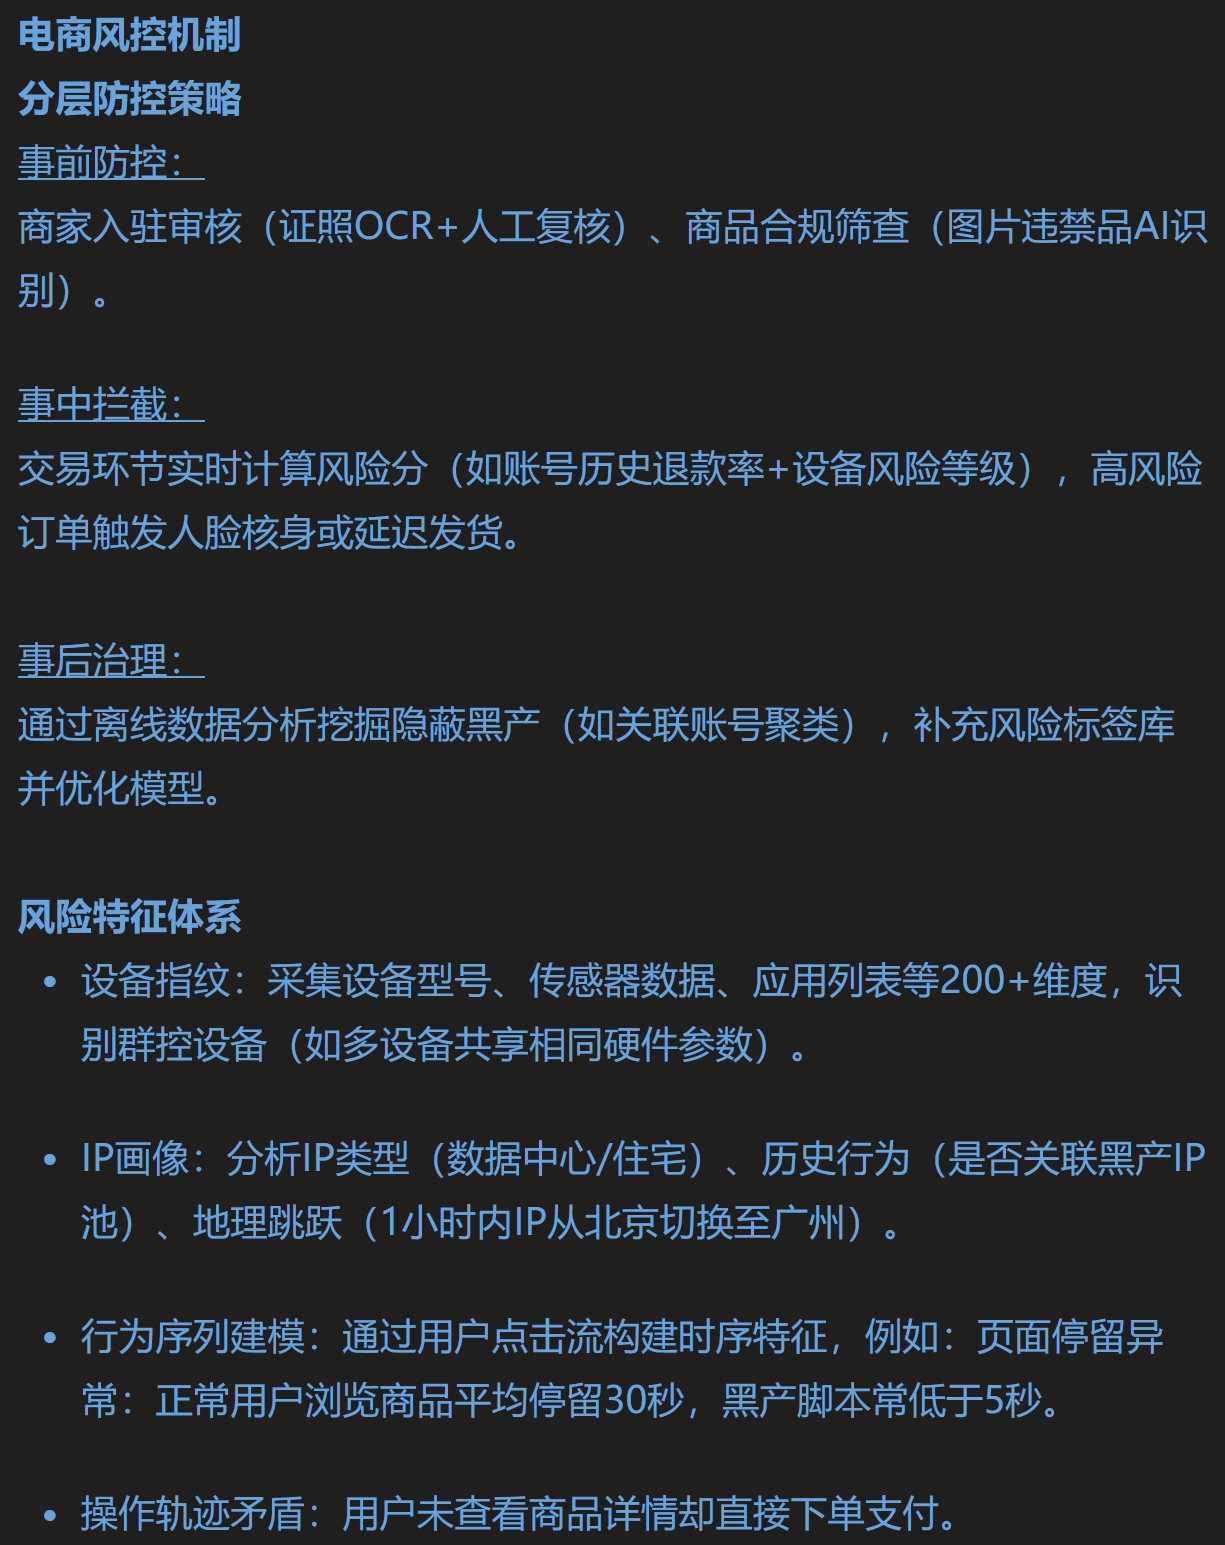 电商风控机制
分层防控策略
事前防控：
商家入驻审核（证照OCR+人工复核）、商品合规筛查（图片违禁品AI识
别）。
事中拦截：
交易环节实时计算风险分（如账号历史退款率+设备风险等级），高风险
订单触发人脸核身或延迟发货。
事后治理：
通过离线数据分析挖掘隐蔽黑产（如关联账号聚类），补充风险标签库
并优化模型。
风险特征体系
• 设备指纹：采集设备型号、传感器数据、应用列表等200+维度，识
别群控设备（如多设备共享相同硬件参数）。
• IP画像：分析IP类型（数据中心/住宅）、历史行为（是否关联黑产IP
池）、地理跳跃（1小时内IP从北京切换至广州）。
• 行为序列建模：通过用户点击流构建时序特征，例如：页面停留异
常：正常用户浏览商品平均停留30秒，黑产脚本常低于5秒。
• 操作轨迹矛盾：用户未查看商品详情却直接下单支付。